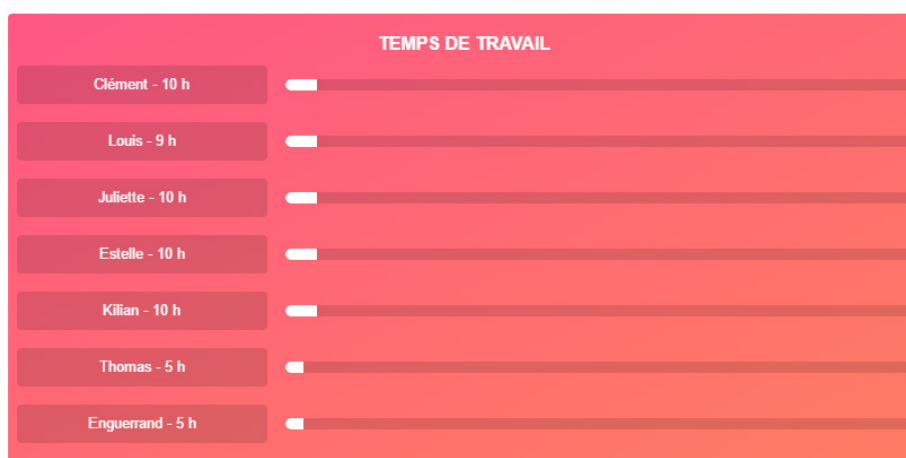 TEMPS DE TRAVAIL
Clément - 10 h
Louis - 9 h
Juliette - 10 h
Estelle - 10 h
Kilian - 10 h
Thomas - 5 h
Enguerrand - 5 h